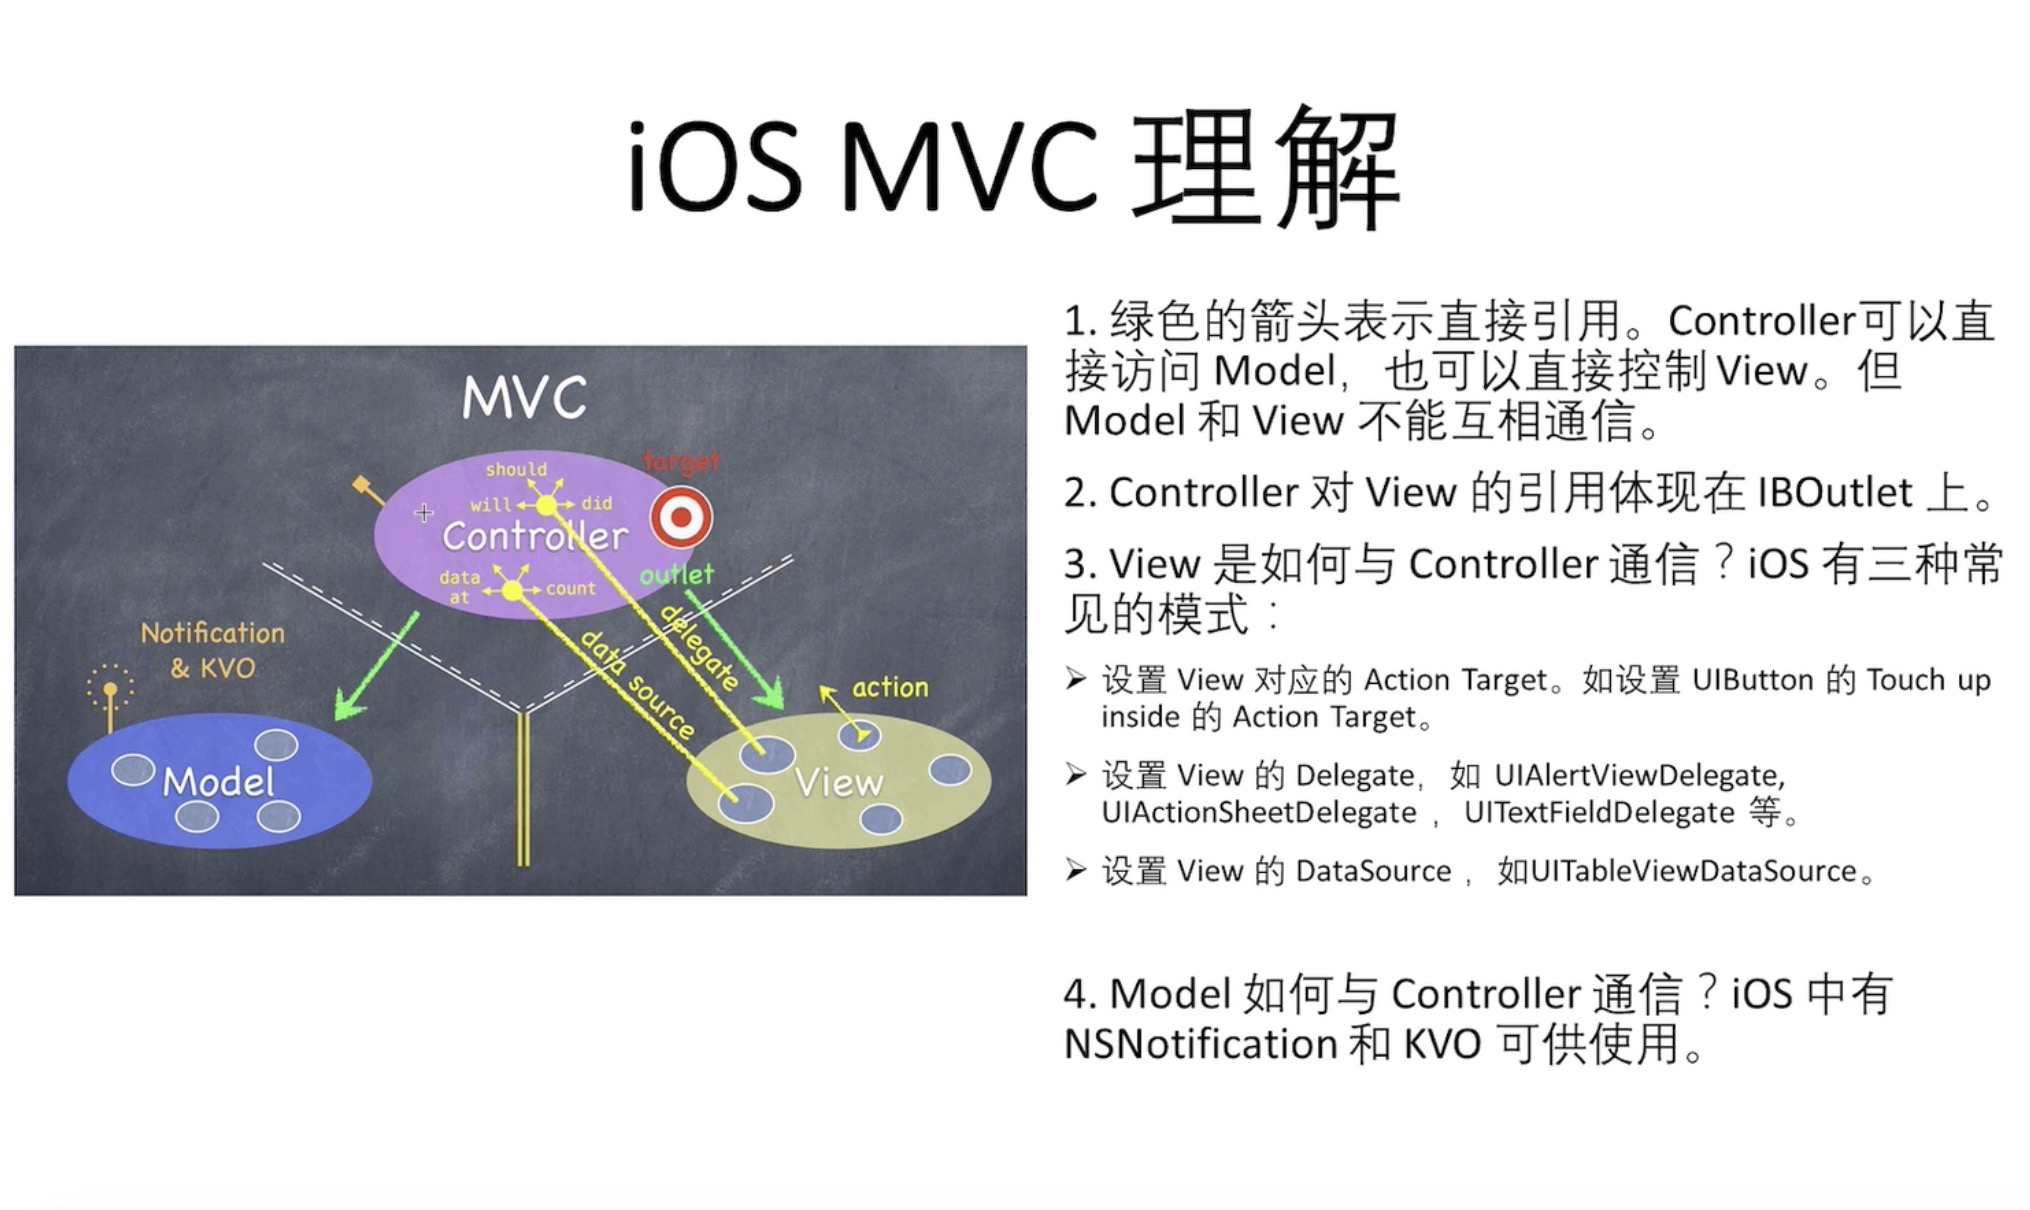 iOS MVC 理解
MVC
should
target
will
did
Controller
data
at
count
outlet
delegate
data source
Notification
& KVO
action
Model
View
1. 绿色的箭头表示直接引用。Controller可以直
接访问 Model，也可以直接控制 View。但
Model 和 View 不能互相通信。
2. Controller 对 View 的引用体现在 IBOutlet 上。
3. View 是如何与 Controller 通信？iOS 有三种常
见的模式：
➢ 设置 View 对应的 Action Target。如设置 UIButton 的 Touch up
inside 的 Action Target。
➢ 设置 View 的 Delegate，如 UIAlertViewDelegate,
UIActionSheetDelegate ，UITextFieldDelegate 等。
➢ 设置 View 的 DataSource ，如UITableViewDataSource。
4. Model 如何与 Controller 通信？iOS 中有
NSNotification 和 KVO 可供使用。